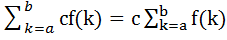 ∑_{k=a}^{b} cf(k) = c ∑_{k=a}^{b} f(k)